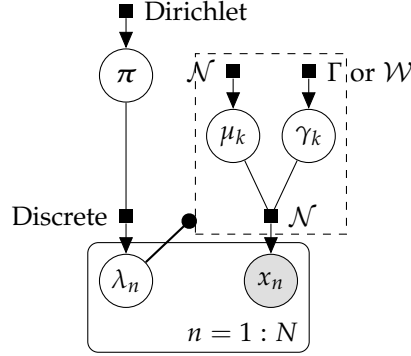 Dirichlet
π
𝒩
Γ or 𝒲
μ_k
γ_k
Discrete
𝒩
λ_n
x_n
n = 1 : N